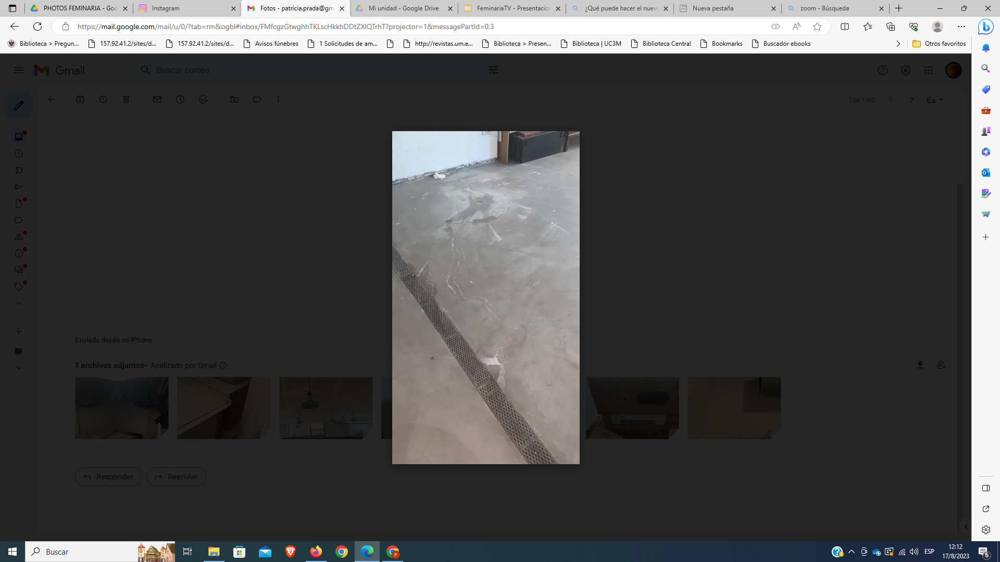 PHOTOS FEMINARIA - Goo
Instagram
Fotos - patricia.prada@gm
Mi unidad - Google Drive
FeminariaTV - Presentacion
¿Qué puede hacer el nuevo
Nueva pestaña
zoom - Búsqueda
https://mail.google.com/mail/u/0/?tab=rm&ogbl#inbox/FMfcgzGtwghhTKLscHkkhDDtZXlQTrhT?projector=1&messagePartId=0.3
Biblioteca > Pregun...
157.92.41.2/sites/d...
157.92.41.2/sites/d...
Avisos fúnebres
1 Solicitudes de am...
http://revistas.um.e...
Biblioteca > Presen...
Biblioteca | UC3M
Biblioteca Central
Bookmarks
Buscador ebooks
Otros favoritos
Gmail
Buscar correo
1 de 1.140
Es
Enviado desde mi iPhone
7 archivos adjuntos • Analizado por Gmail
Biblioteca
Responder
Reenviar
Buscar
ESP
12:12
17/8/2023
6